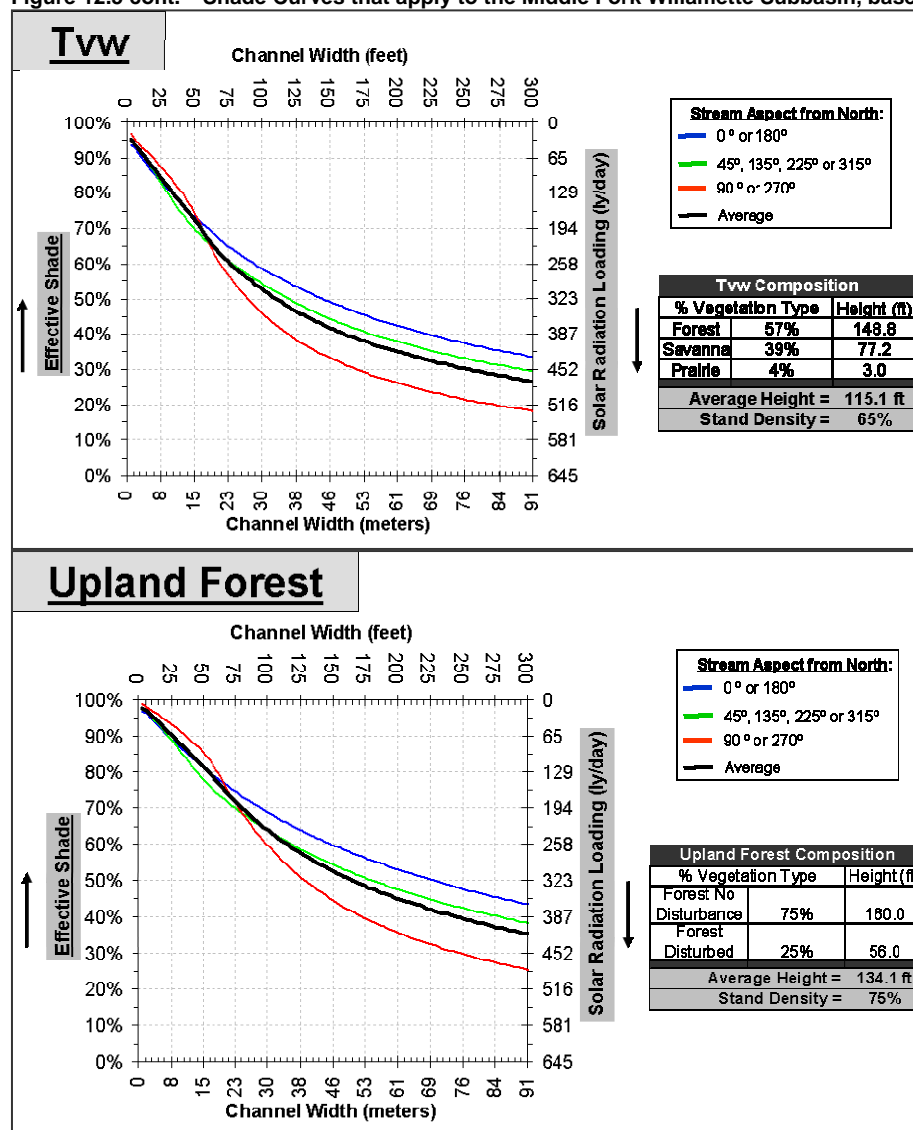 Figure 12.8 cont. Shade Curves that apply to the Middle Fork Willamette Subbasin, base
Tvw
Channel Width (feet)
0 25 50 75 100 125 150 175 200 225 250 275 300
100%
90%
80%
70%
60%
50%
40%
30%
20%
10%
0%
Effective Shade
0
65
129
194
258
323
387
452
516
581
645
Solar Radiation Loading (ly/day)
0 8 15 23 30 38 46 53 61 69 76 84 91
Channel Width (meters)
Stream Aspect from North:
0° or 180°
45°, 135°, 225° or 315°
90° or 270°
Average
Tvw Composition
% Vegetation Type Height (ft)
Forest 57% 148.8
Savanna 39% 77.2
Prairie 4% 3.0
Average Height = 115.1 ft
Stand Density = 65%
Upland Forest
Channel Width (feet)
0 25 50 75 100 125 150 175 200 225 250 275 300
100%
90%
80%
70%
60%
50%
40%
30%
20%
10%
0%
Effective Shade
0
65
129
194
258
323
387
452
516
581
645
Solar Radiation Loading (ly/day)
0 8 15 23 30 38 46 53 61 69 76 84 91
Channel Width (meters)
Stream Aspect from North:
0° or 180°
45°, 135°, 225° or 315°
90° or 270°
Average
Upland Forest Composition
% Vegetation Type Height (ft
Forest No
Disturbance 75% 160.0
Forest
Disturbed 25% 56.0
Average Height = 134.1 ft
Stand Density = 75%